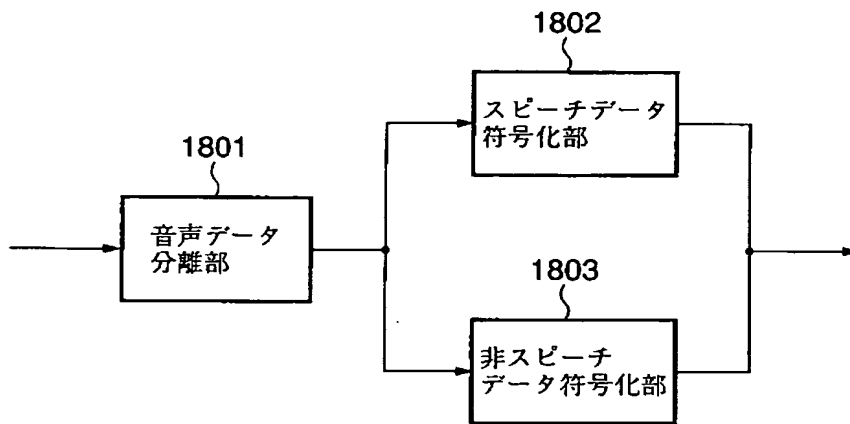 1801
音声データ
分離部
1802
スピーチデータ
符号化部
1803
非スピーチ
データ符号化部